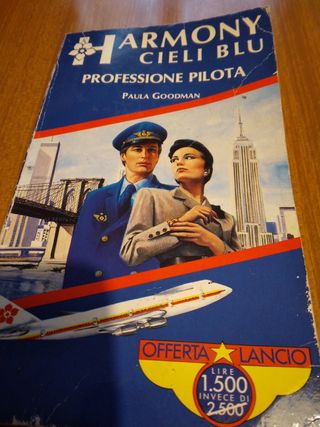 HARMONY
CIELI BLU
PROFESSIONE PILOTA
PAULA GOODMAN
OFFERTA LANCIO
LIRE
1.500
INVECE DI
2.500